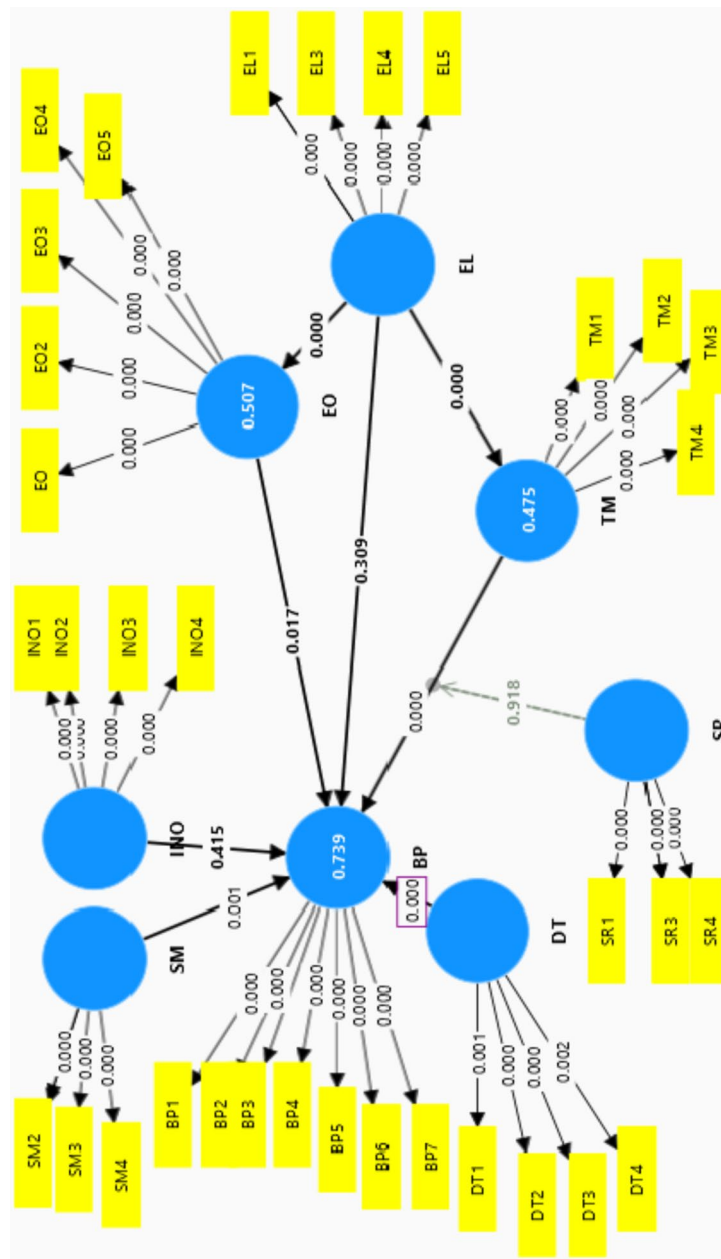 EL1
EL3
EL4
EL5
0.000
0.000
0.000
0.000
EL
EO4
EO5
EO3
EO2
EO
0.000
0.000
0.000
0.000
0.000
0.507
EO
0.000
0.000
0.309
0.017
TM1
TM2
TM3
TM4
0.000
0.000
0.000
0.000
0.475
TM
0.000
0.918
INO1
INO2
INO3
INO4
0.000
0.000
0.000
0.000
INO
0.415
SM
0.001
0.739
BP
0.000
DT
0.000
0.000
0.000
SR1
SR3
SR4
0.000
0.000
0.000
SM2
SM3
SM4
0.000
0.000
0.000
0.000
0.000
0.000
0.000
BP1
BP2
BP3
BP4
BP5
BP6
BP7
0.001
0.000
0.000
0.002
DT1
DT2
DT3
DT4